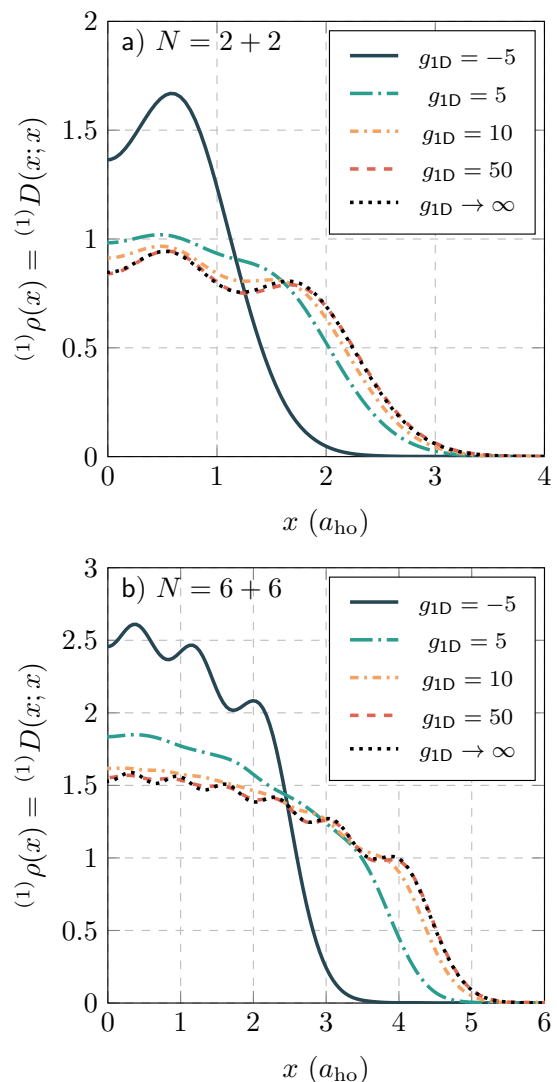 a) N = 2 + 2
g1D = −5
g1D = 5
g1D = 10
g1D = 50
g1D → ∞
(1)ρ(x) = (1)D(x; x)
2
1.5
1
0.5
0
0 1 2 3 4
x (aho)
b) N = 6 + 6
g1D = −5
g1D = 5
g1D = 10
g1D = 50
g1D → ∞
(1)ρ(x) = (1)D(x; x)
3
2.5
2
1.5
1
0.5
0
0 1 2 3 4 5 6
x (aho)